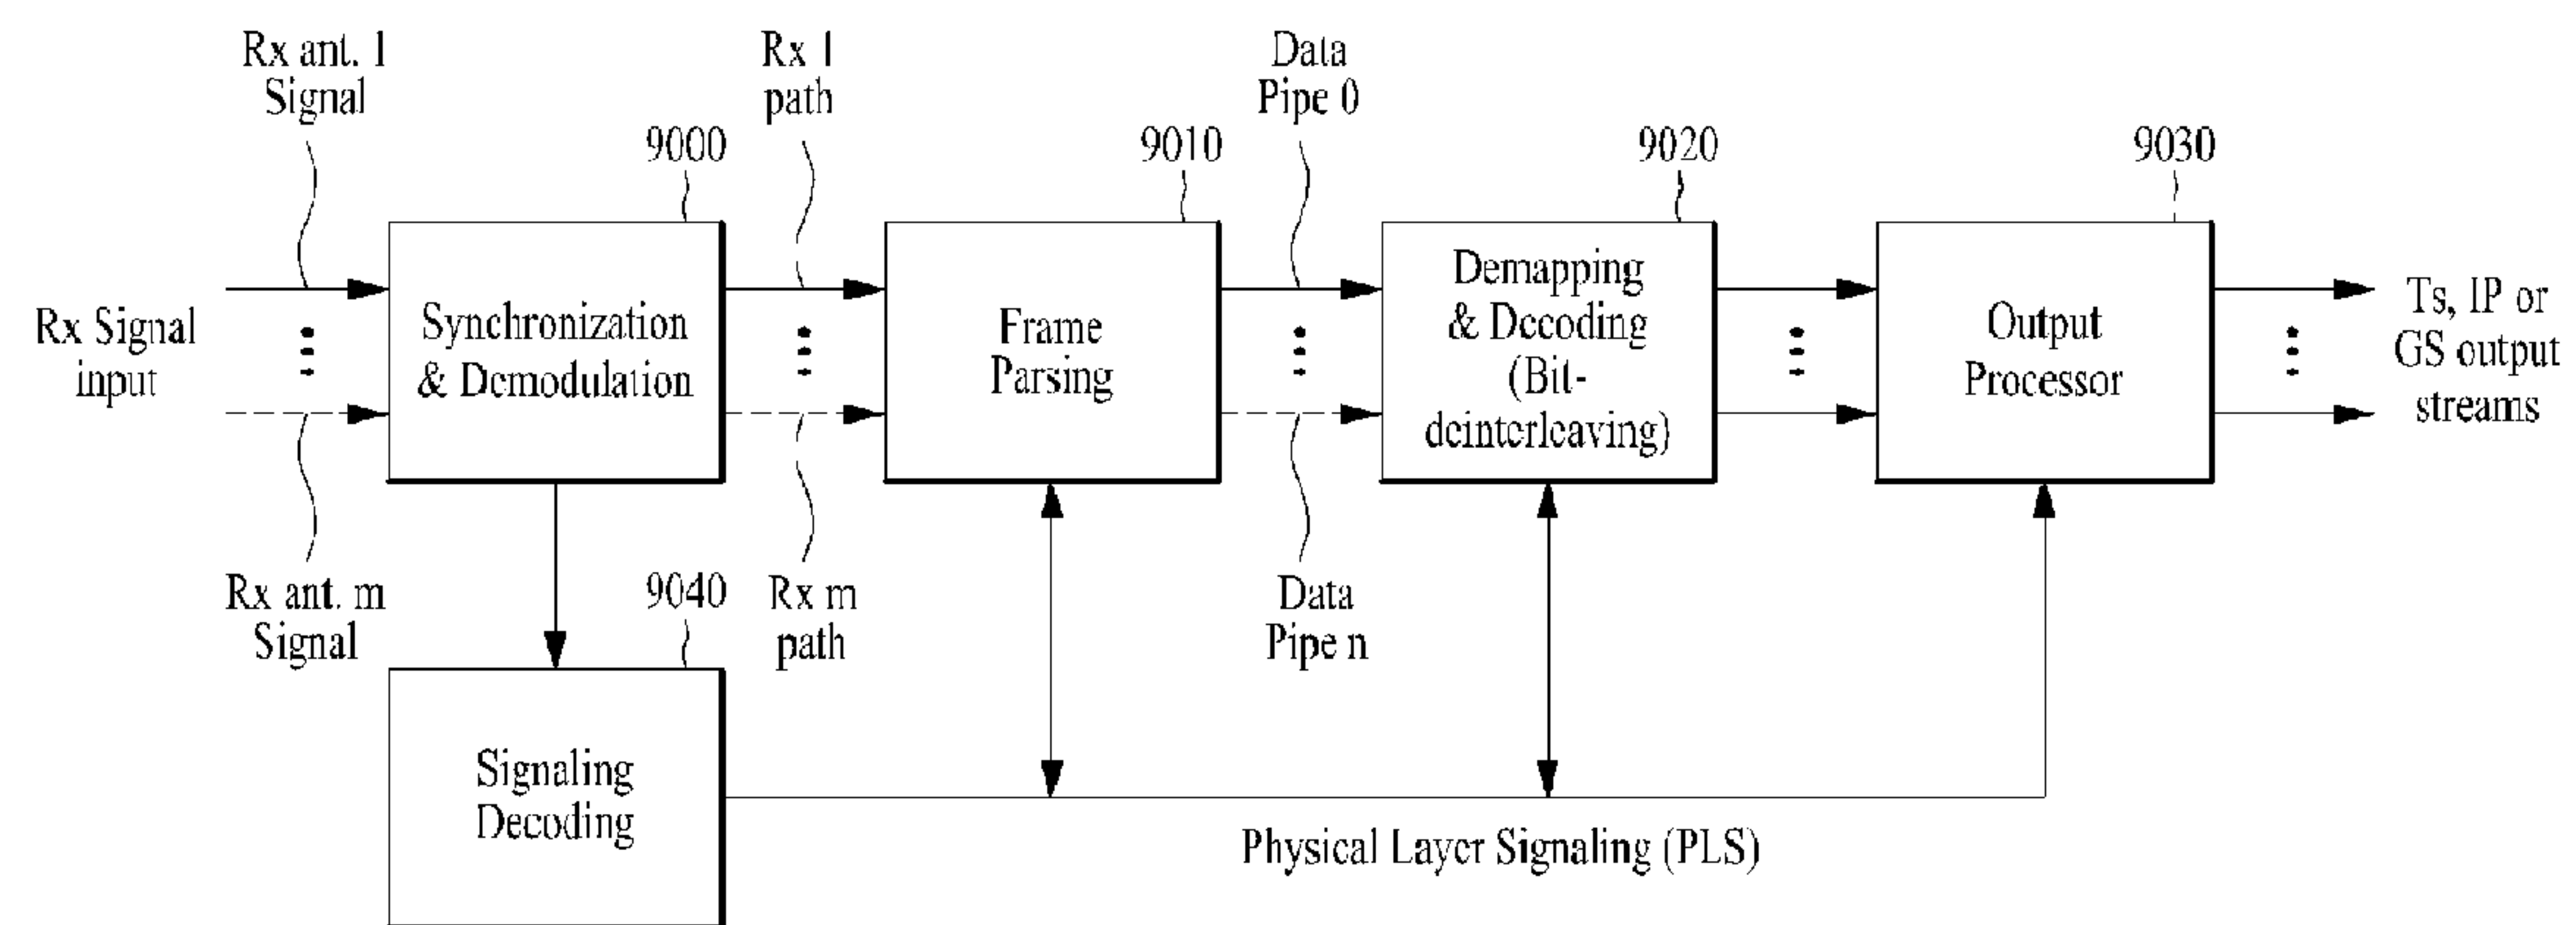 Rx ant. 1
Signal
Rx 1
path
Data
Pipe 0
9000
9010
9020
9030
Rx Signal
input
Synchronization
& Demodulation
Frame
Parsing
Demapping
& Decoding
(Bit-
deinterleaving)
Output
Processor
Ts, IP or
GS output
streams
Rx ant. m
Signal
9040
Rx m
path
Data
Pipe n
Signaling
Decoding
Physical Layer Signaling (PLS)